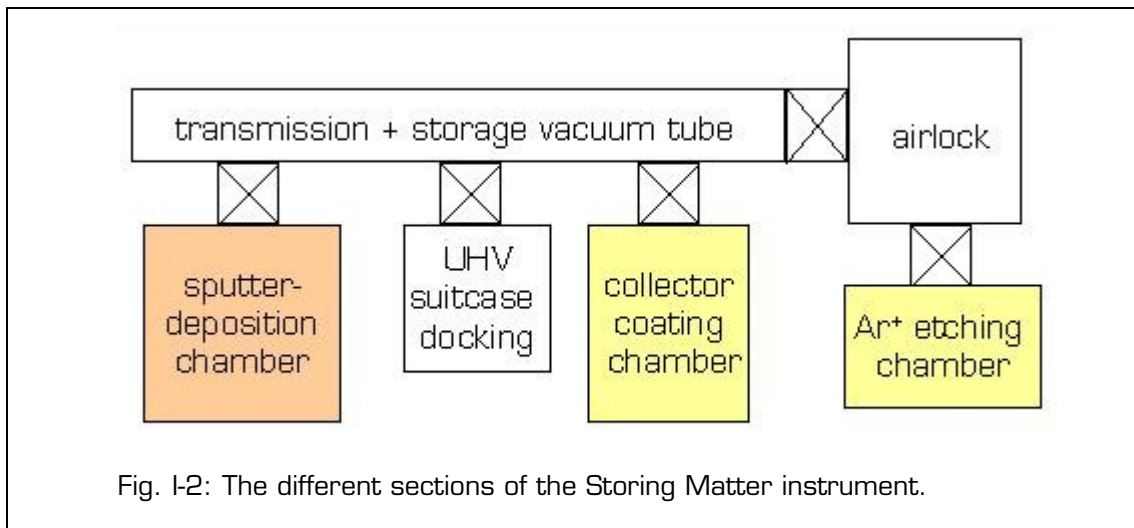 transmission + storage vacuum tube
airlock
sputter-
deposition
chamber
UHV
suitcase
docking
collector
coating
chamber
Ar⁺ etching
chamber
Fig. I-2: The different sections of the Storing Matter instrument.